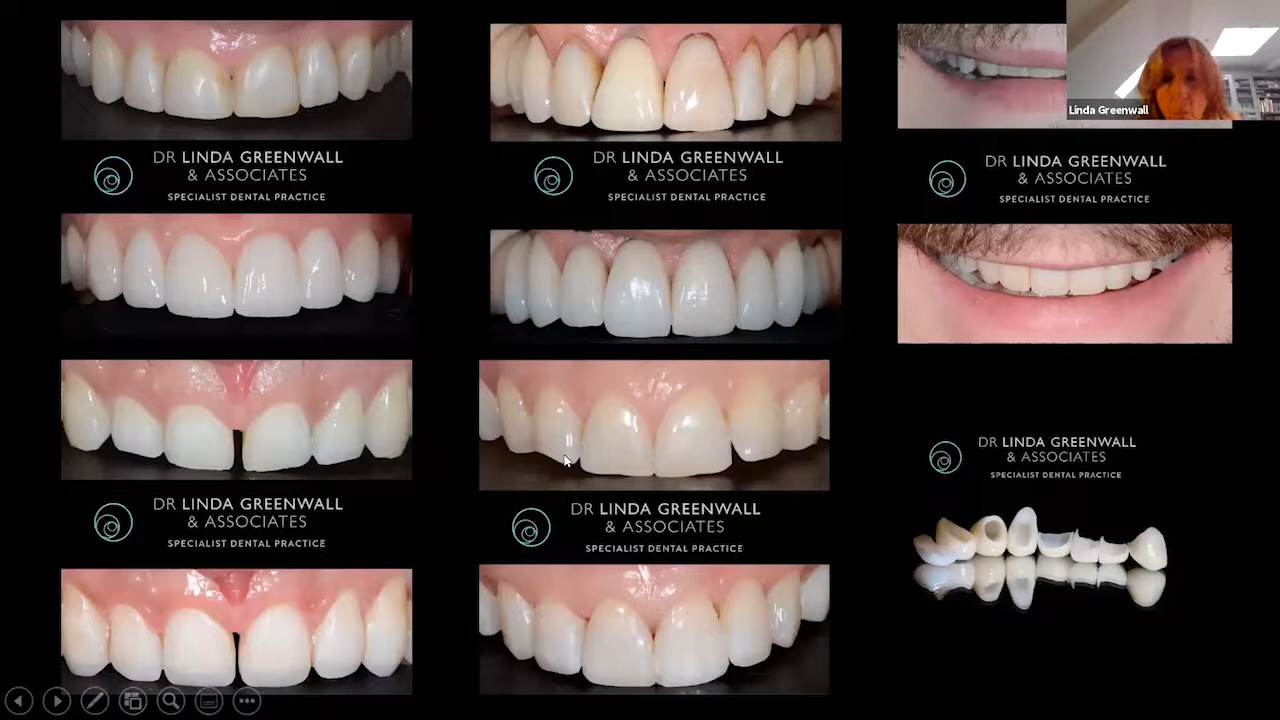 Linda Greenwall
DR LINDA GREENWALL
& ASSOCIATES
SPECIALIST DENTAL PRACTICE
DR LINDA GREENWALL
& ASSOCIATES
SPECIALIST DENTAL PRACTICE
DR LINDA GREENWALL
& ASSOCIATES
SPECIALIST DENTAL PRACTICE
DR LINDA GREENWALL
& ASSOCIATES
SPECIALIST DENTAL PRACTICE
DR LINDA GREENWALL
& ASSOCIATES
SPECIALIST DENTAL PRACTICE
DR LINDA GREENWALL
& ASSOCIATES
SPECIALIST DENTAL PRACTICE